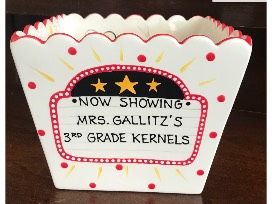 •NOW SHOWING•
MRS. GALLITZ'S
3RD GRADE KERNELS